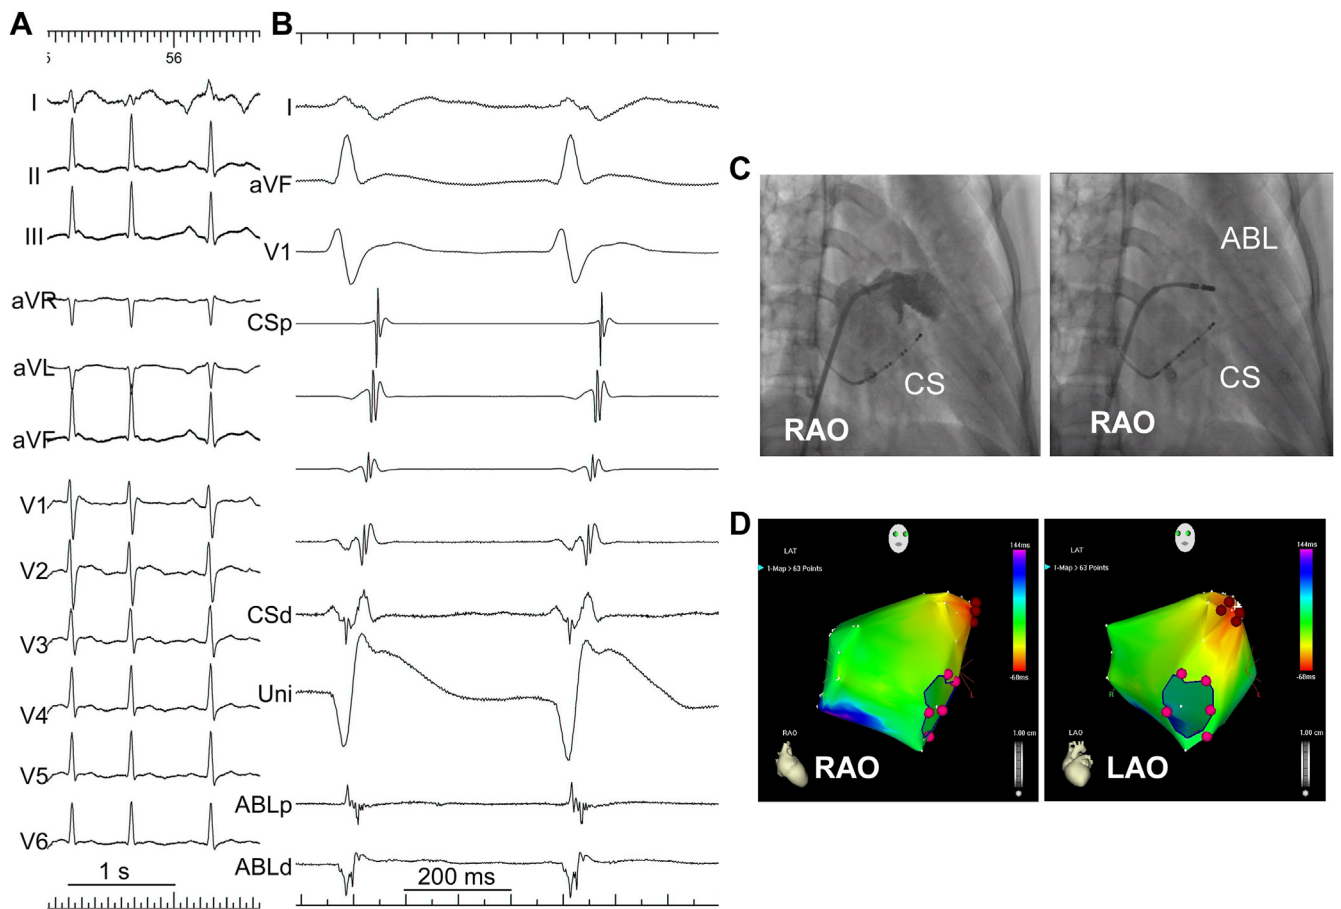 A
B
5
56
I
II
III
aVR
aVL
aVF
V1
V2
V3
V4
V5
V6
1 s
I
aVF
V1
CSp
CSd
Uni
ABLp
ABLd
200 ms
C
CS
RAO
ABL
CS
RAO
D
LAT
1-Map > 63 Points
144ms
-68ms
L
1.00 cm
RAO
RAO
LAT
1-Map > 63 Points
144ms
-68ms
R
L
1.00 cm
LAO
LAO